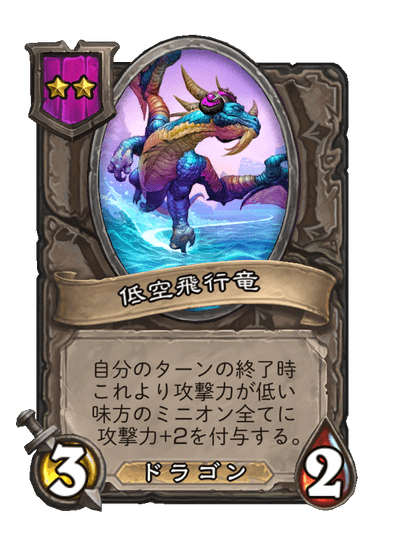 低空飛行竜
自分のターンの終了時
これより攻撃力が低い
味方のミニオン全てに
攻撃力+2を付与する。
3
ドラゴン
2